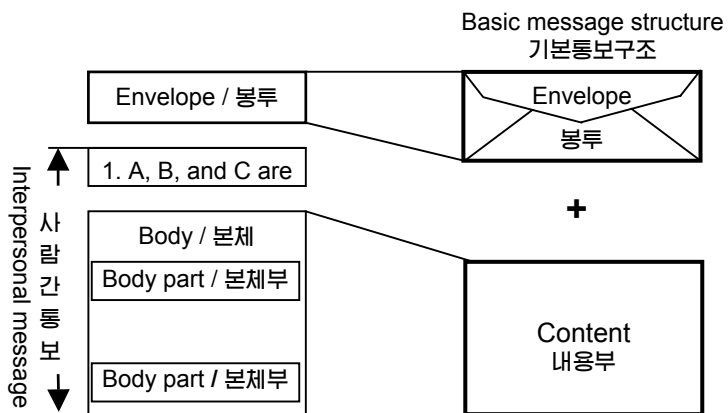 Basic message structure
기본통보구조
Envelope / 봉투
Envelope
봉투
1. A, B, and C are
+
Interpersonal message
사람간통보
Body / 본체
Body part / 본체부
Body part / 본체부
Content
내용부